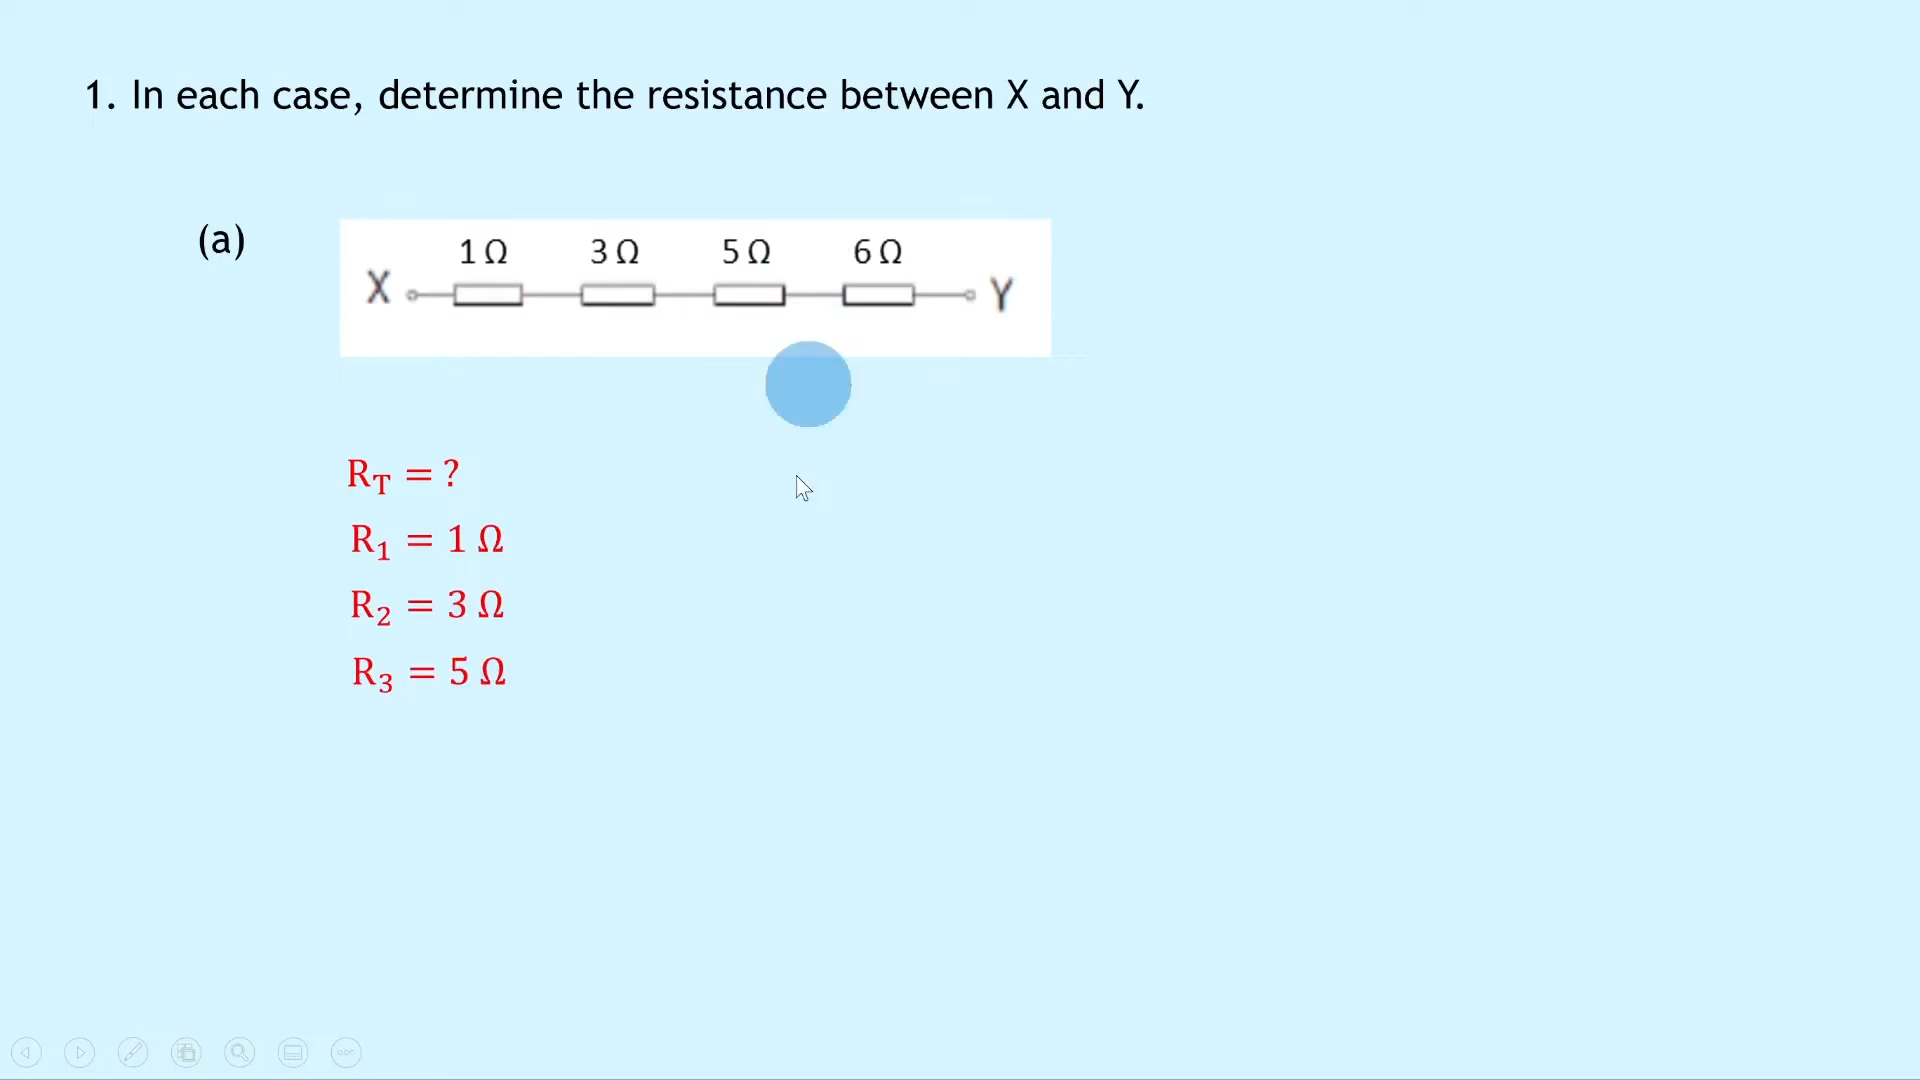 1. In each case, determine the resistance between X and Y.
(a)
1 Ω 3 Ω 5 Ω 6 Ω
X Y
R_T = ?
R_1 = 1 Ω
R_2 = 3 Ω
R_3 = 5 Ω